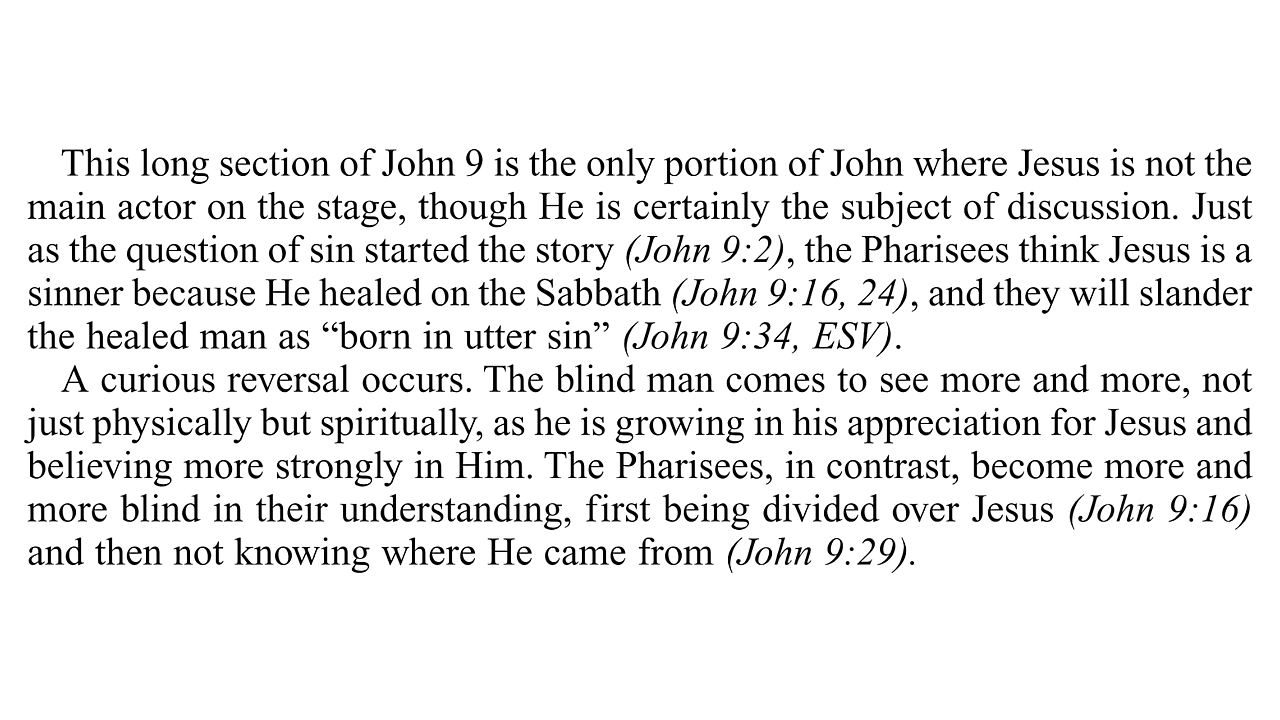 This long section of John 9 is the only portion of John where Jesus is not the
main actor on the stage, though He is certainly the subject of discussion. Just
as the question of sin started the story (John 9:2), the Pharisees think Jesus is a
sinner because He healed on the Sabbath (John 9:16, 24), and they will slander
the healed man as “born in utter sin” (John 9:34, ESV).
A curious reversal occurs. The blind man comes to see more and more, not
just physically but spiritually, as he is growing in his appreciation for Jesus and
believing more strongly in Him. The Pharisees, in contrast, become more and
more blind in their understanding, first being divided over Jesus (John 9:16)
and then not knowing where He came from (John 9:29).